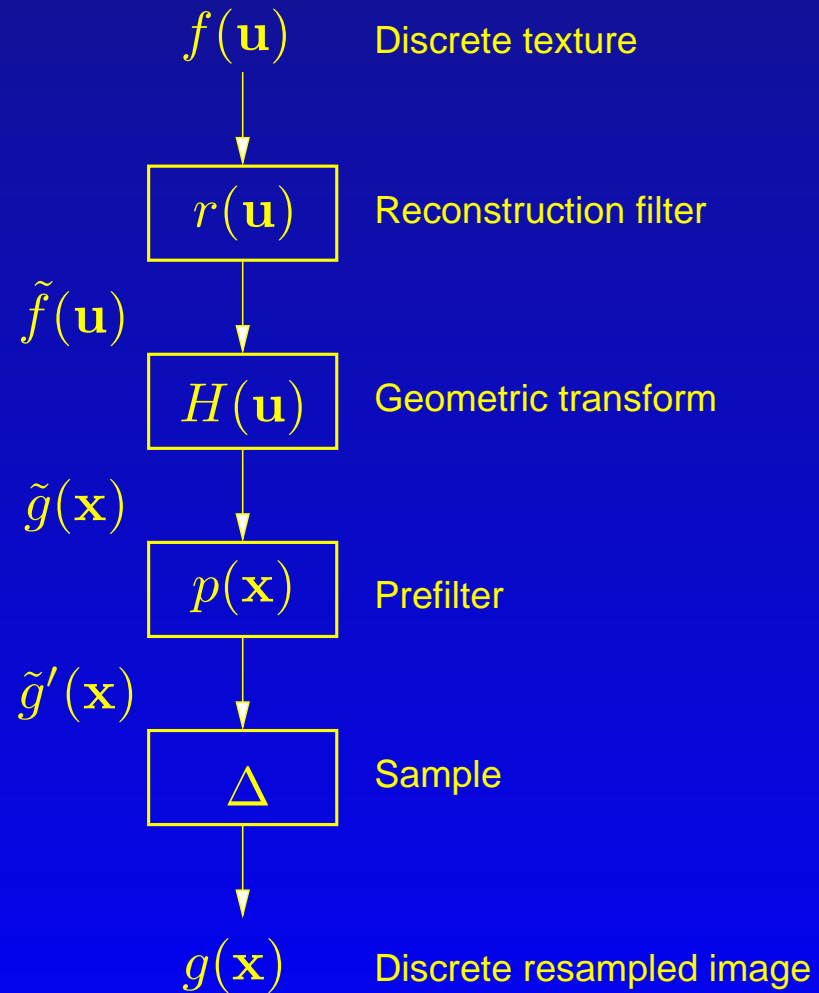 f(u) Discrete texture
r(u) Reconstruction filter
f̃(u)
H(u) Geometric transform
g̃(x)
p(x) Prefilter
g̃′(x)
Δ Sample
g(x) Discrete resampled image